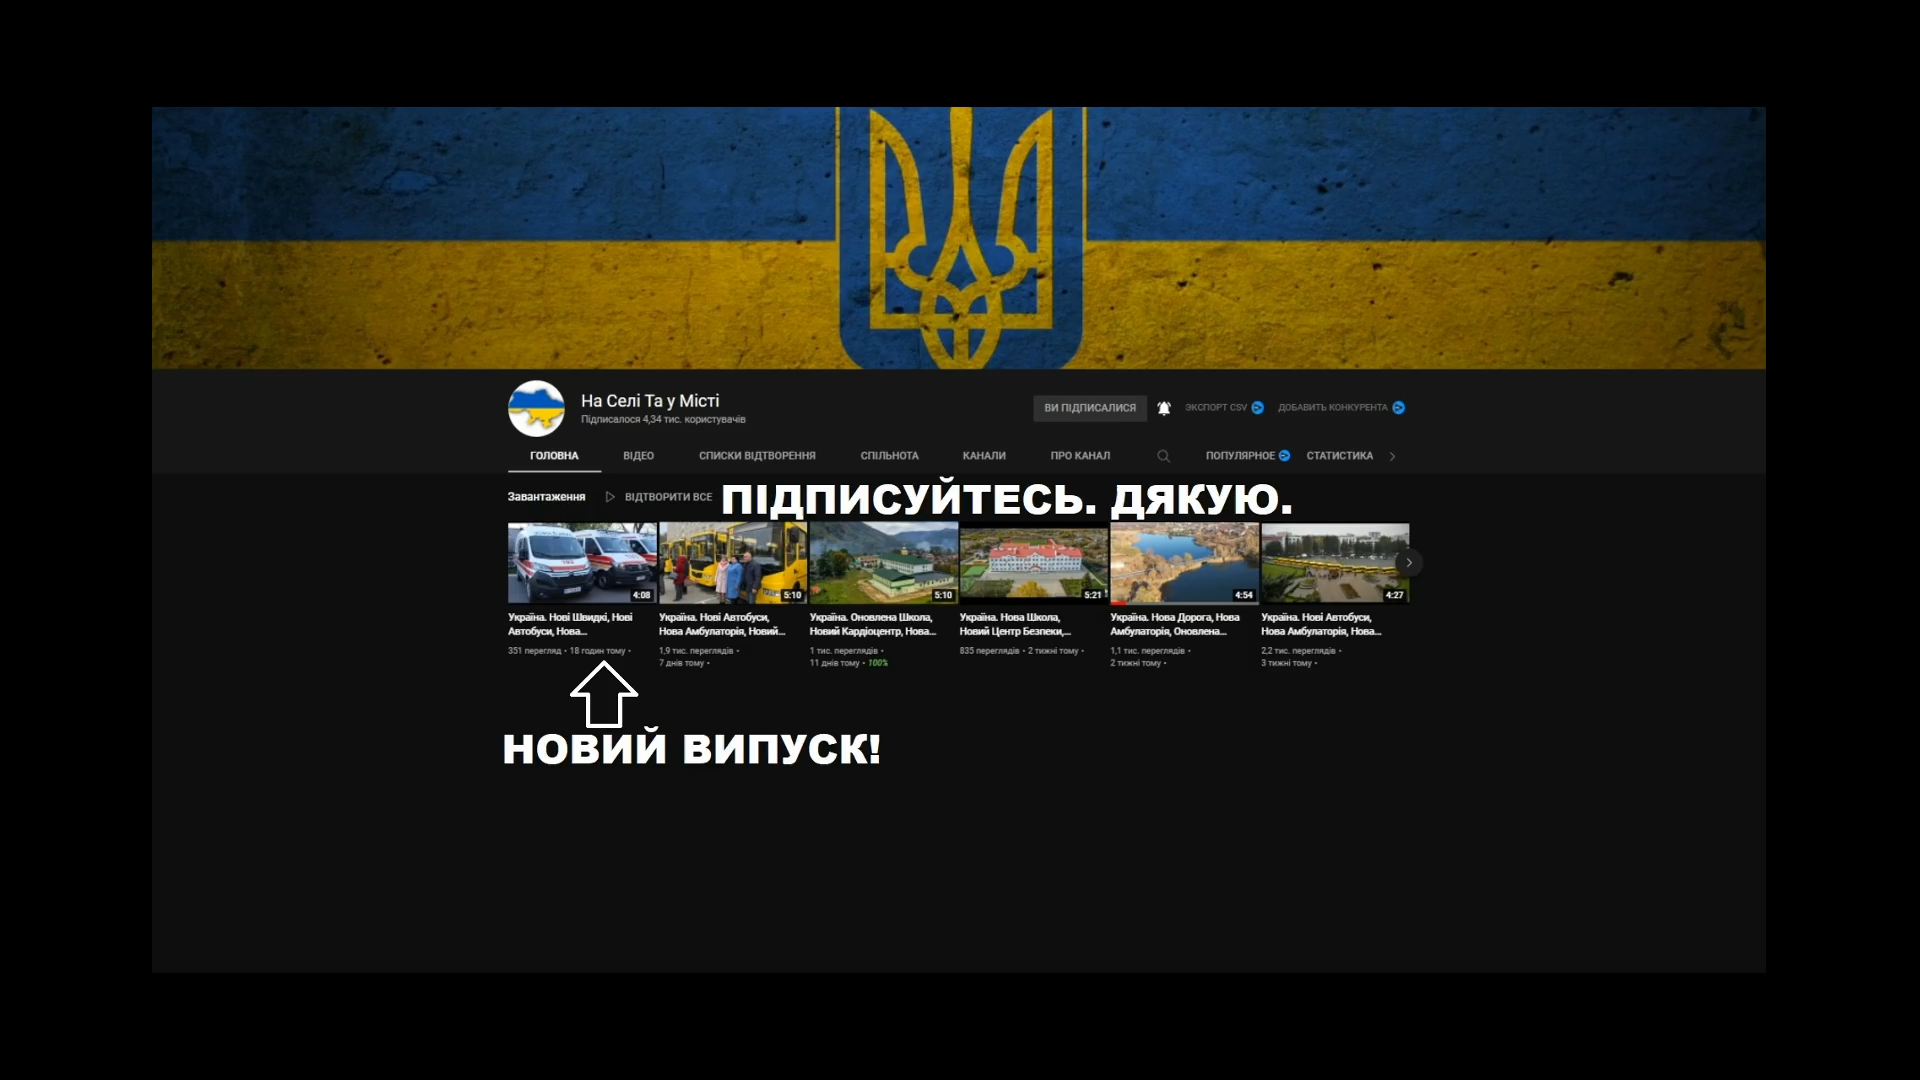 На Селі Та у Місті
Підписалося 4,34 тис. користувачів
ВИ ПІДПИСАЛИСЯ
ЭКСПОРТ CSV
ДОБАВИТЬ КОНКУРЕНТА
ГОЛОВНА ВІДЕО СПИСКИ ВІДТВОРЕННЯ СПІЛЬНОТА КАНАЛИ ПРО КАНАЛ ПОПУЛЯРНОЕ СТАТИСТИКА
Завантаження ВІДТВОРИТИ ВСЕ
ПІДПИСУЙТЕСЬ. ДЯКУЮ.
4:08
Україна. Нові Швидкі, Нові
Автобуси, Нова...
351 перегляд • 18 годин тому •
5:10
Україна. Нові Автобуси,
Нова Амбулаторія, Новий...
1,9 тис. переглядів •
7 днів тому •
5:10
Україна. Оновлена Школа,
Новий Кардіоцентр, Нова...
1 тис. переглядів •
11 днів тому • 100%
5:21
Україна. Нова Школа,
Новий Центр Безпеки,...
835 переглядів • 2 тижні тому •
4:54
Україна. Нова Дорога, Нова
Амбулаторія, Оновлена...
1,1 тис. переглядів •
2 тижні тому •
4:27
Україна. Нові Автобуси,
Нова Амбулаторія, Нова...
2,2 тис. переглядів •
3 тижні тому •
НОВИЙ ВИПУСК!